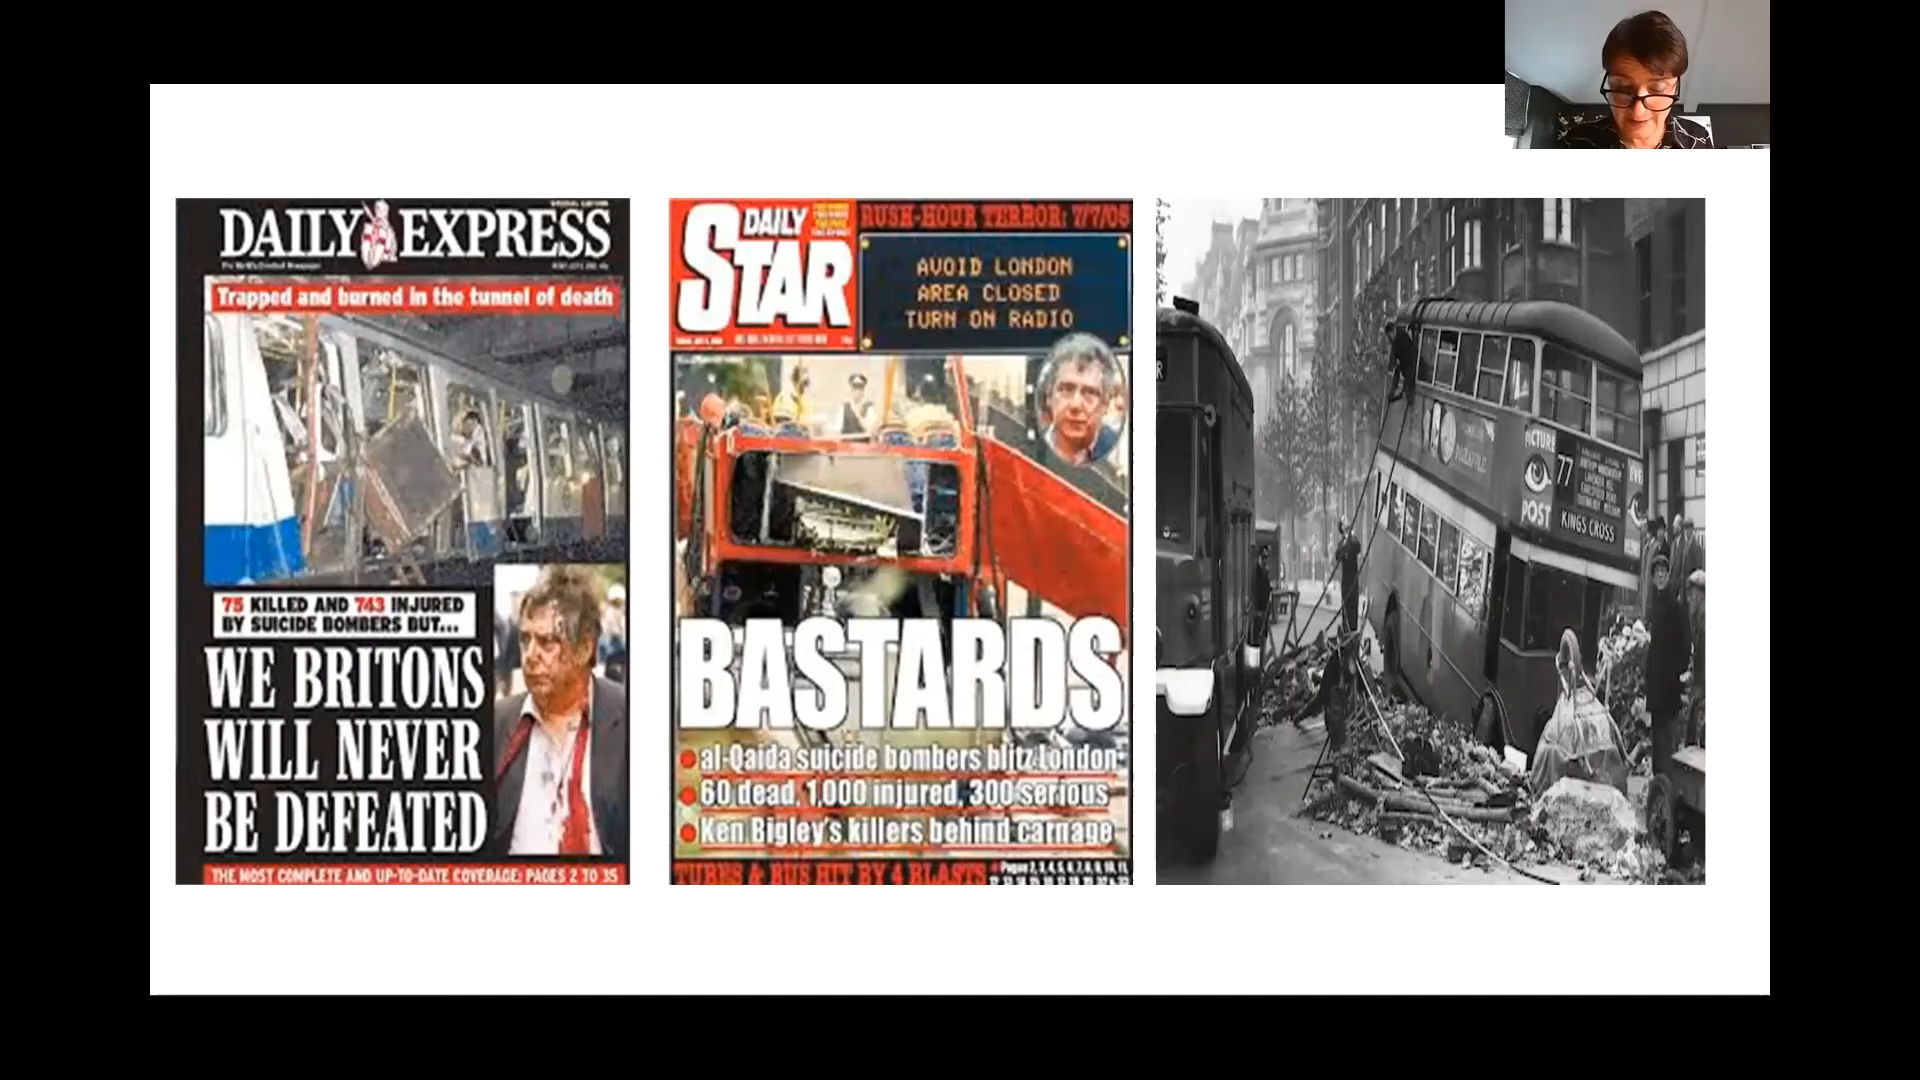 DAILY EXPRESS
Trapped and burned in the tunnel of death
75 KILLED AND 743 INJURED
BY SUICIDE BOMBERS BUT...
WE BRITONS
WILL NEVER
BE DEFEATED
THE MOST COMPLETE AND UP-TO-DATE COVERAGE: PAGES 2 TO 35
DAILY
STAR
RUSH-HOUR TERROR: 7/7/05
AVOID LONDON
AREA CLOSED
TURN ON RADIO
BASTARDS
al-Qaida suicide bombers blitz London
60 dead, 1,000 injured, 300 serious
Ken Bigley's killers behind carnage
TUBES & BUS HIT BY 4 BLASTS
PICTURE
POST
77
KINGS CROSS